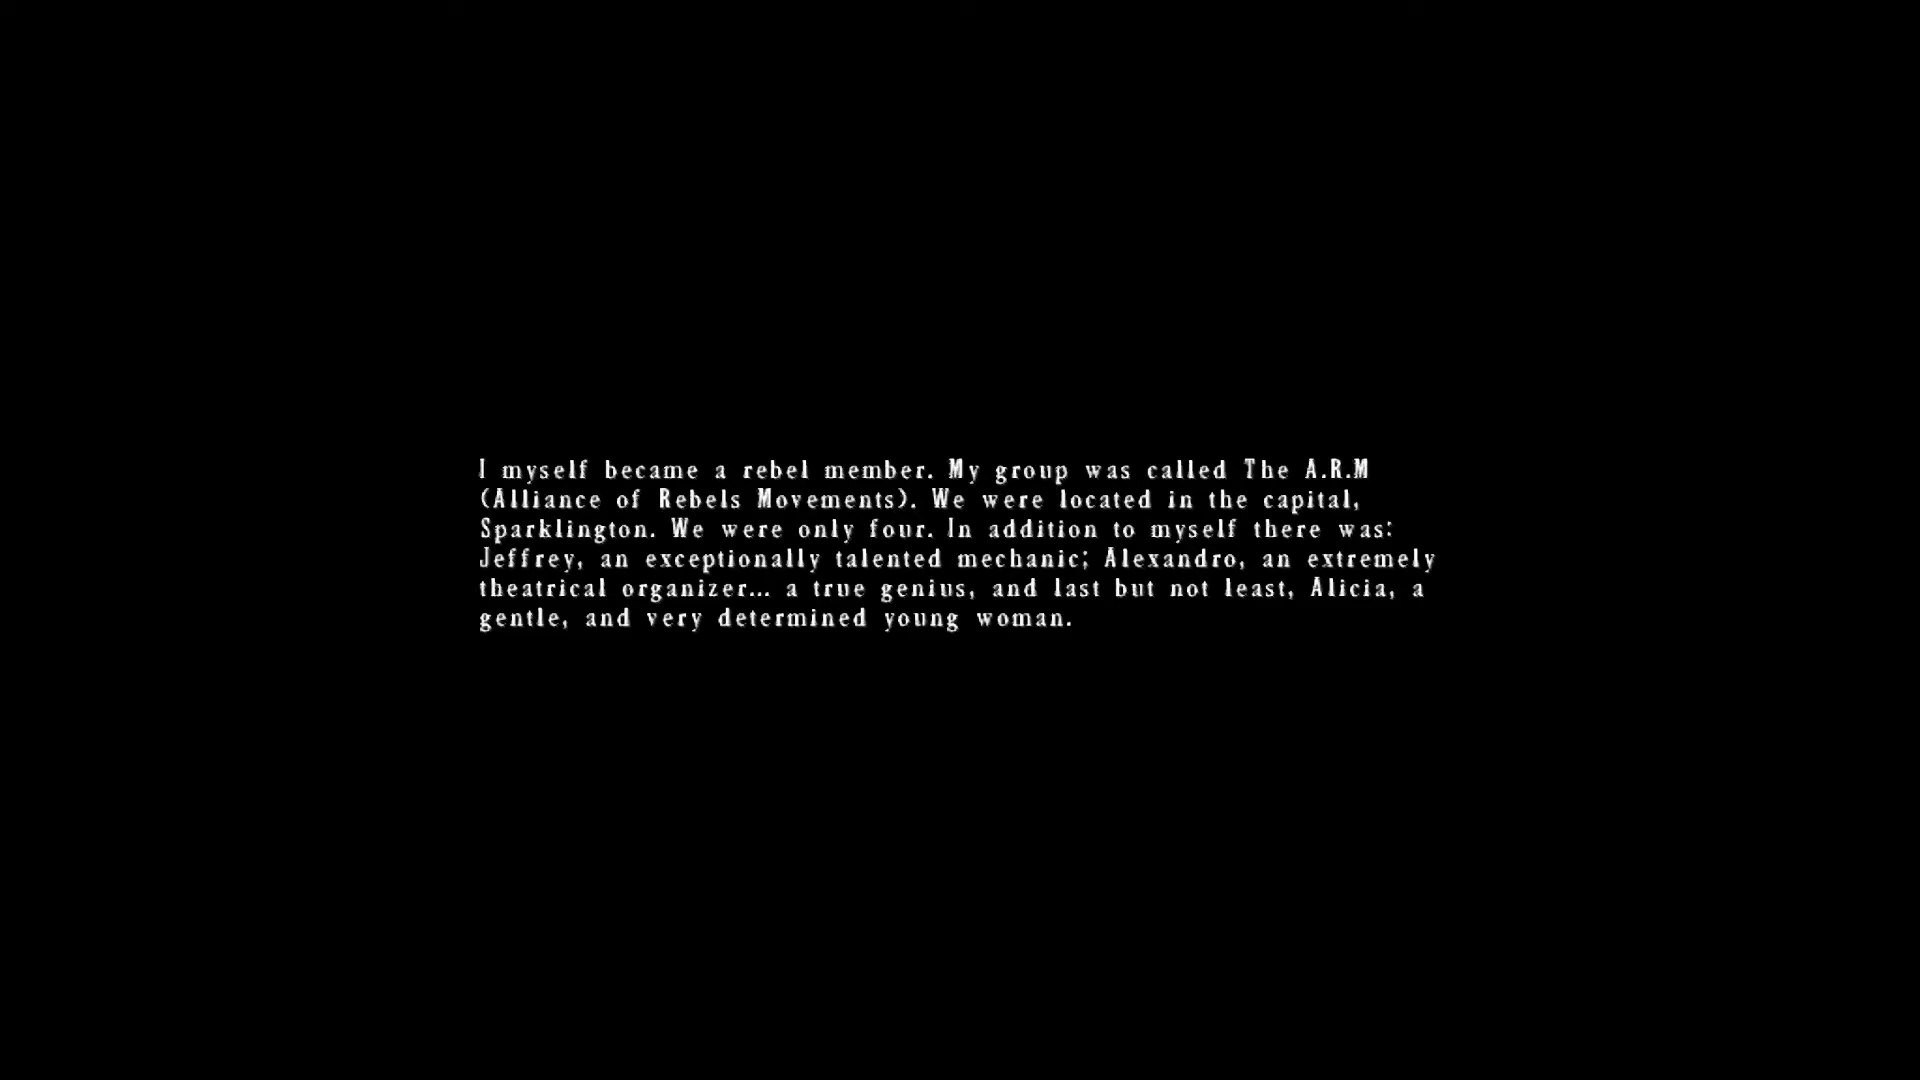 I myself became a rebel member. My group was called The A.R.M
(Alliance of Rebels Movements). We were located in the capital,
Sparklington. We were only four. In addition to myself there was:
Jeffrey, an exceptionally talented mechanic; Alexandro, an extremely
theatrical organizer... a true genius, and last but not least, Alicia, a
gentle, and very determined young woman.